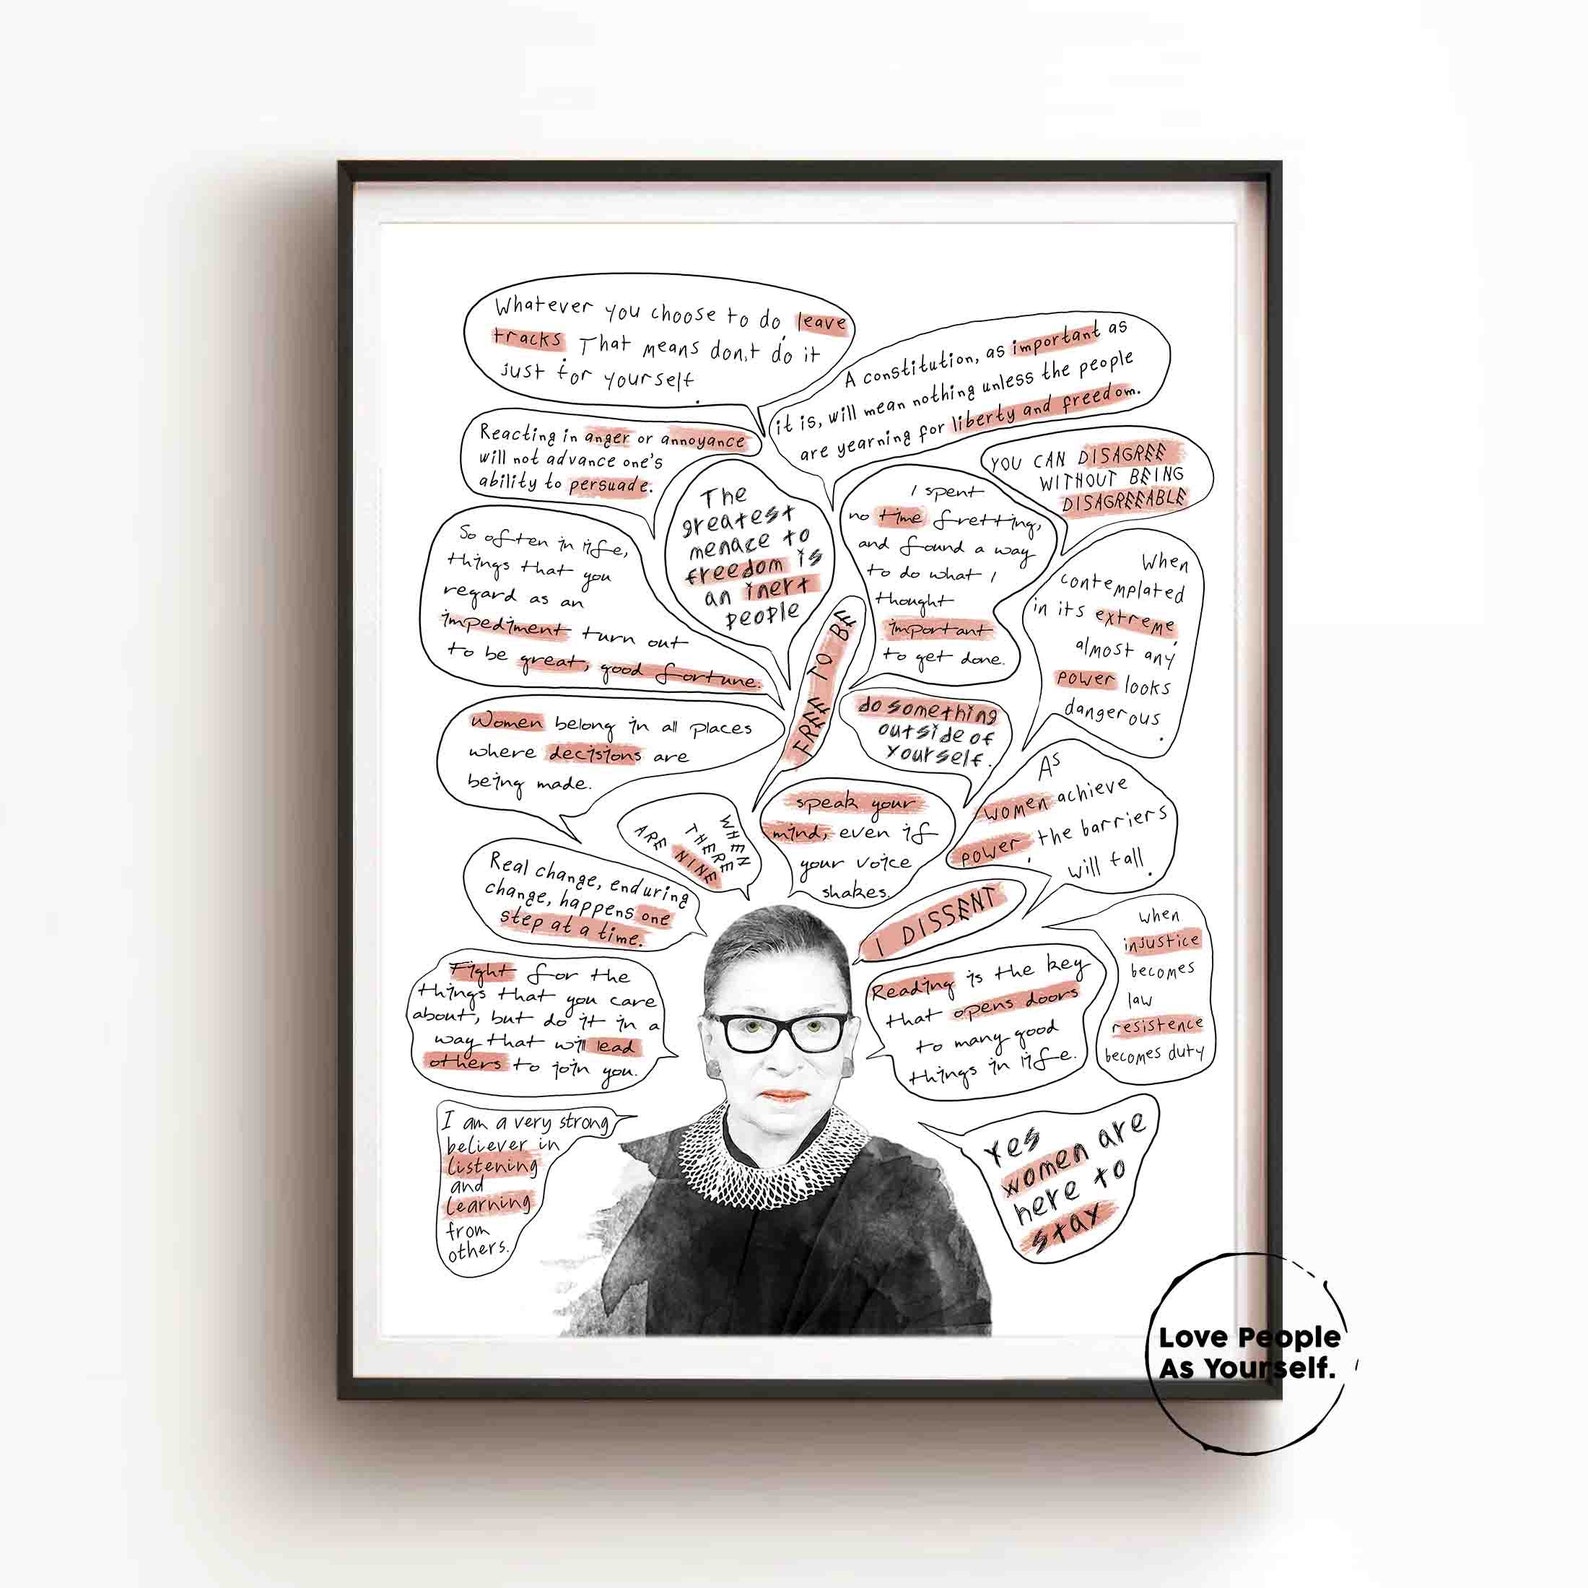 Whatever you choose to do, leave
tracks. That means don,t do it
just for yourself.
A constitution, as important as
it is, will mean nothing unless the people
are yearning for liberty and freedom.
Reacting in anger or annoyance
will not advance one's
ability to persuade.
YOU CAN DISAGREE
WITHOUT BEING
DISAGREEABLE
The
greatest
menace to
freedom is
an inert
people
I spent
no time fretting,
and found a way
to do what I
thought
important
to get done.
So often in life,
things that you
regard as an
impediment turn out
to be great, good fortune.
When
contemplated
in its extreme,
almost any
power looks
dangerous.
FREE TO BE
do something
outside of
yourself.
Women belong in all places
where decisions are
being made.
As
women achieve
power, the barriers
will fall.
WHEN
THERE
ARE NINE
speak your
mind, even if
your voice
shakes.
Real change, enduring
change, happens one
step at a time.
I DISSENT
when
injustice
becomes
law
resistence
becomes duty
Fight for the
things that you care
about, but do it in a
way that will lead
others to join you.
Reading is the key
that opens doors
to many good
things in life.
I am a very strong
believer in
listening
and
learning
from
others.
Yes
women are
here to
stay
Love People
As Yourself.